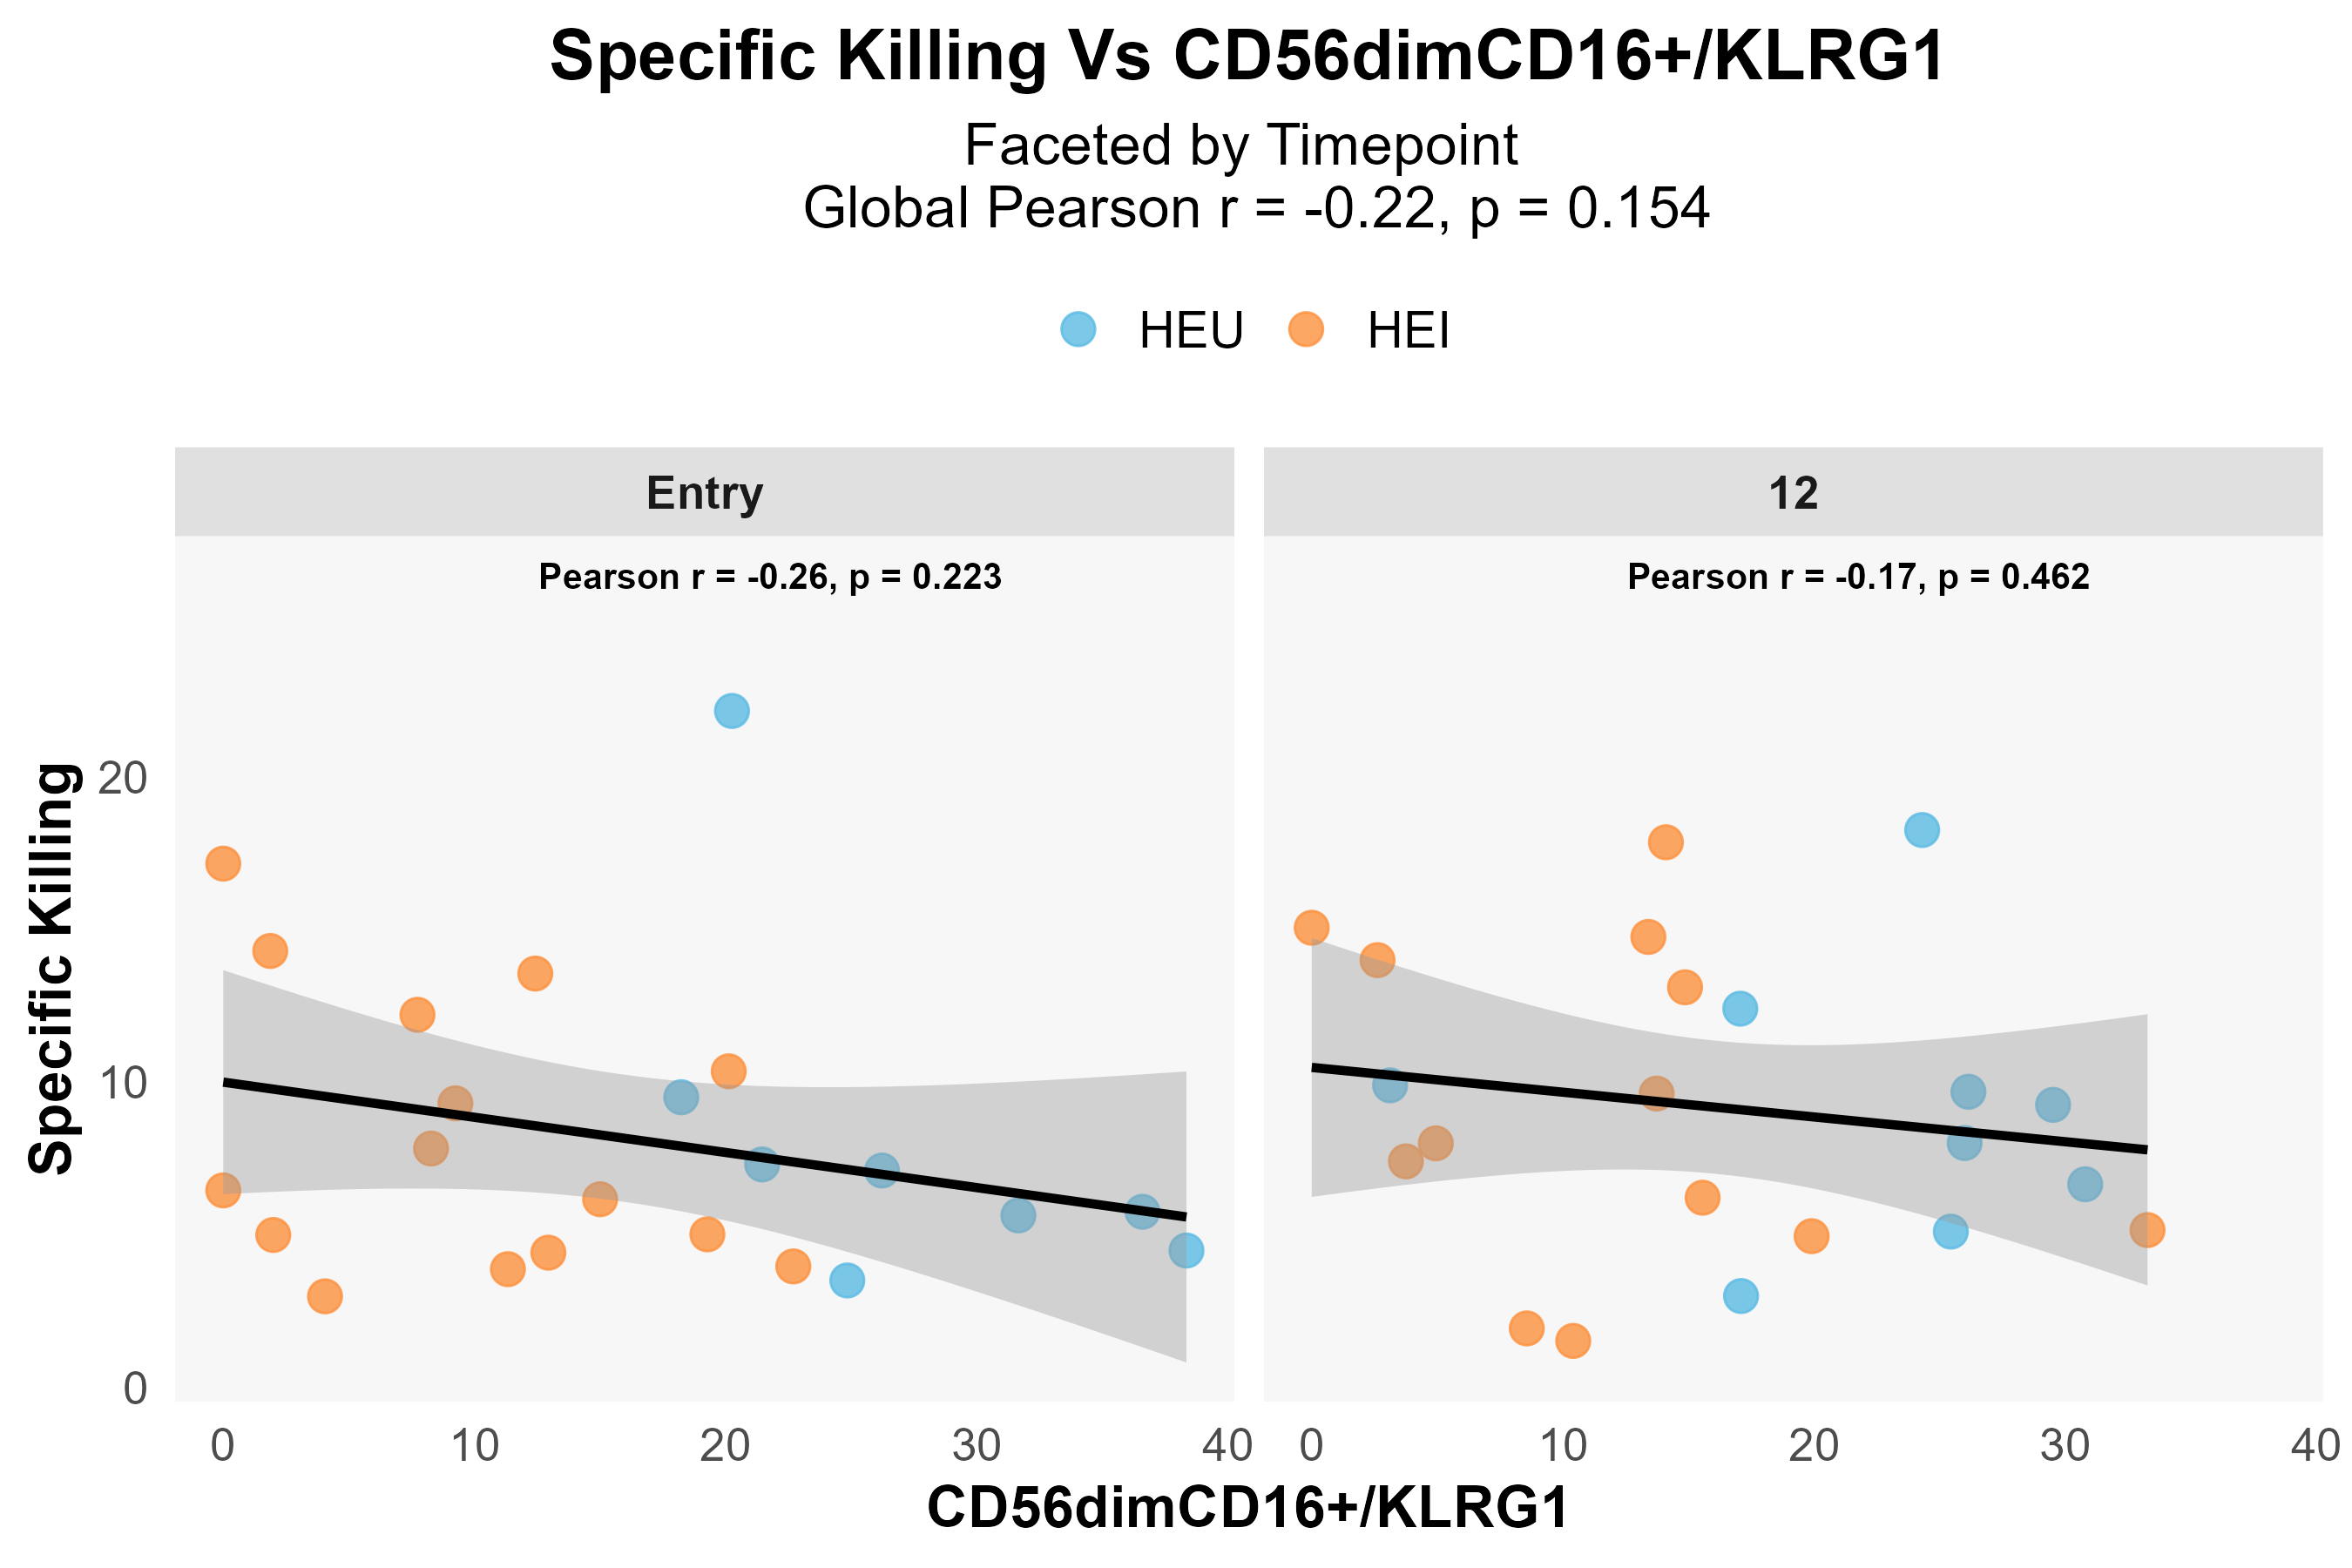 Specific Killing Vs CD56dimCD16+/KLRG1
Faceted by Timepoint
Global Pearson r = -0.22, p = 0.154
HEU HEI
Entry 12
Pearson r = -0.26, p = 0.223
Pearson r = -0.17, p = 0.462
Specific Killing
20
10
0
0 10 20 30 40 0 10 20 30 40
CD56dimCD16+/KLRG1